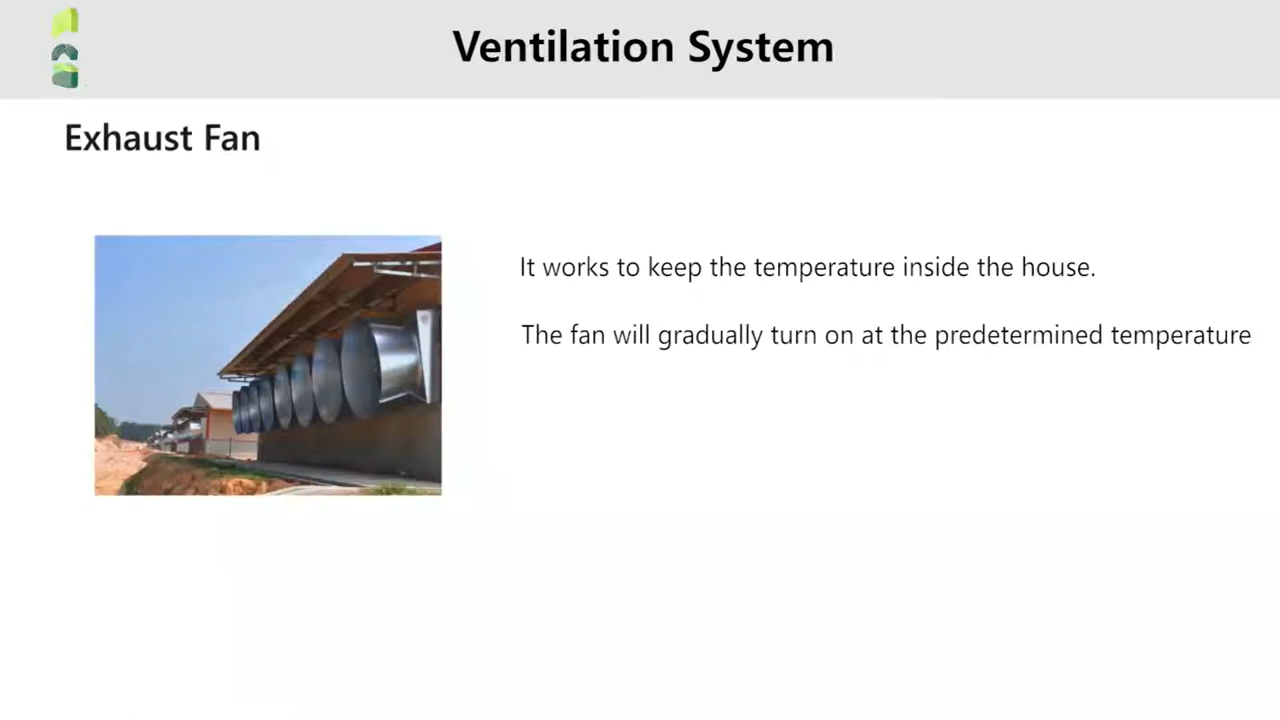 Ventilation System
Exhaust Fan
It works to keep the temperature inside the house.
The fan will gradually turn on at the predetermined temperature